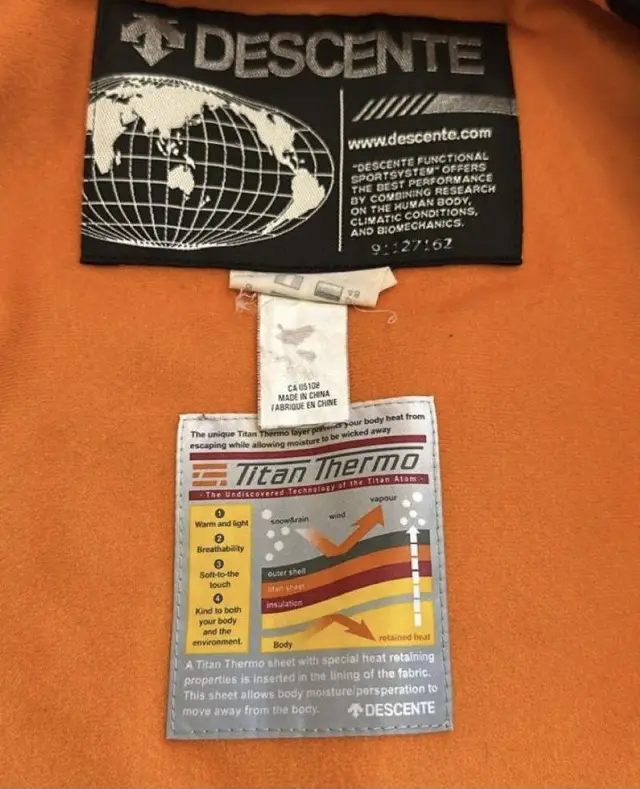 DESCENTE
www.descente.com
"DESCENTE FUNCTIONAL
SPORTSYSTEM" OFFERS
THE BEST PERFORMANCE
BY COMBINING RESEARCH
ON THE HUMAN BODY,
CLIMATIC CONDITIONS,
AND BIOMECHANICS.
91127162
CA 05108
MADE IN CHINA
FABRIQUE EN CHINE
The unique Titan Thermo layer prevents your body heat from
escaping while allowing moisture to be wicked away
Titan Thermo
- The Undiscovered Technology of the Titan Atom -
1
Warm and light
2
Breathability
3
Soft-to-the
touch
4
Kind to both
your body
and the
environment.
snow&rain
wind
vapour
outer shell
titan sheet
insulation
Body
retained heat
A Titan Thermo sheet with special heat retaining
properties is inserted in the lining of the fabric.
This sheet allows body moisture/persperation to
move away from the body.
DESCENTE